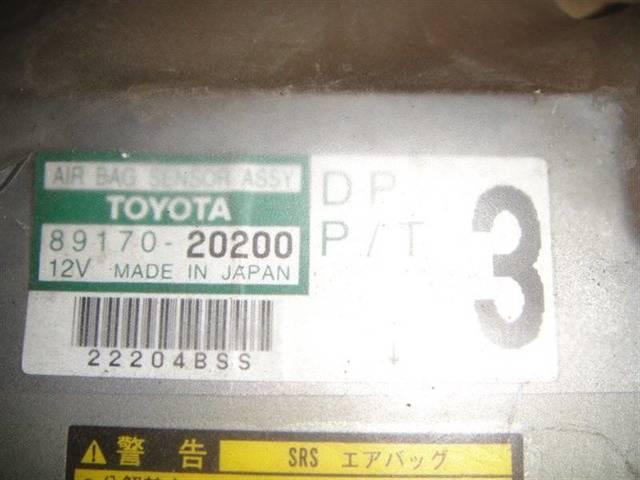 AIR BAG SENSOR ASSY
TOYOTA
89170-20200
12V MADE IN JAPAN
22204BSS
DP
P/T
3
警告
SRS エアバッグ